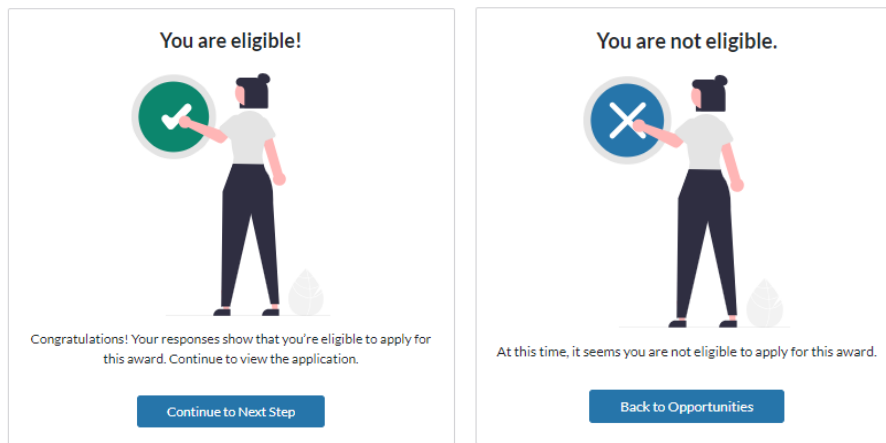 You are eligible!
Congratulations! Your responses show that you're eligible to apply for
this award. Continue to view the application.
Continue to Next Step
You are not eligible.
At this time, it seems you are not eligible to apply for this award.
Back to Opportunities